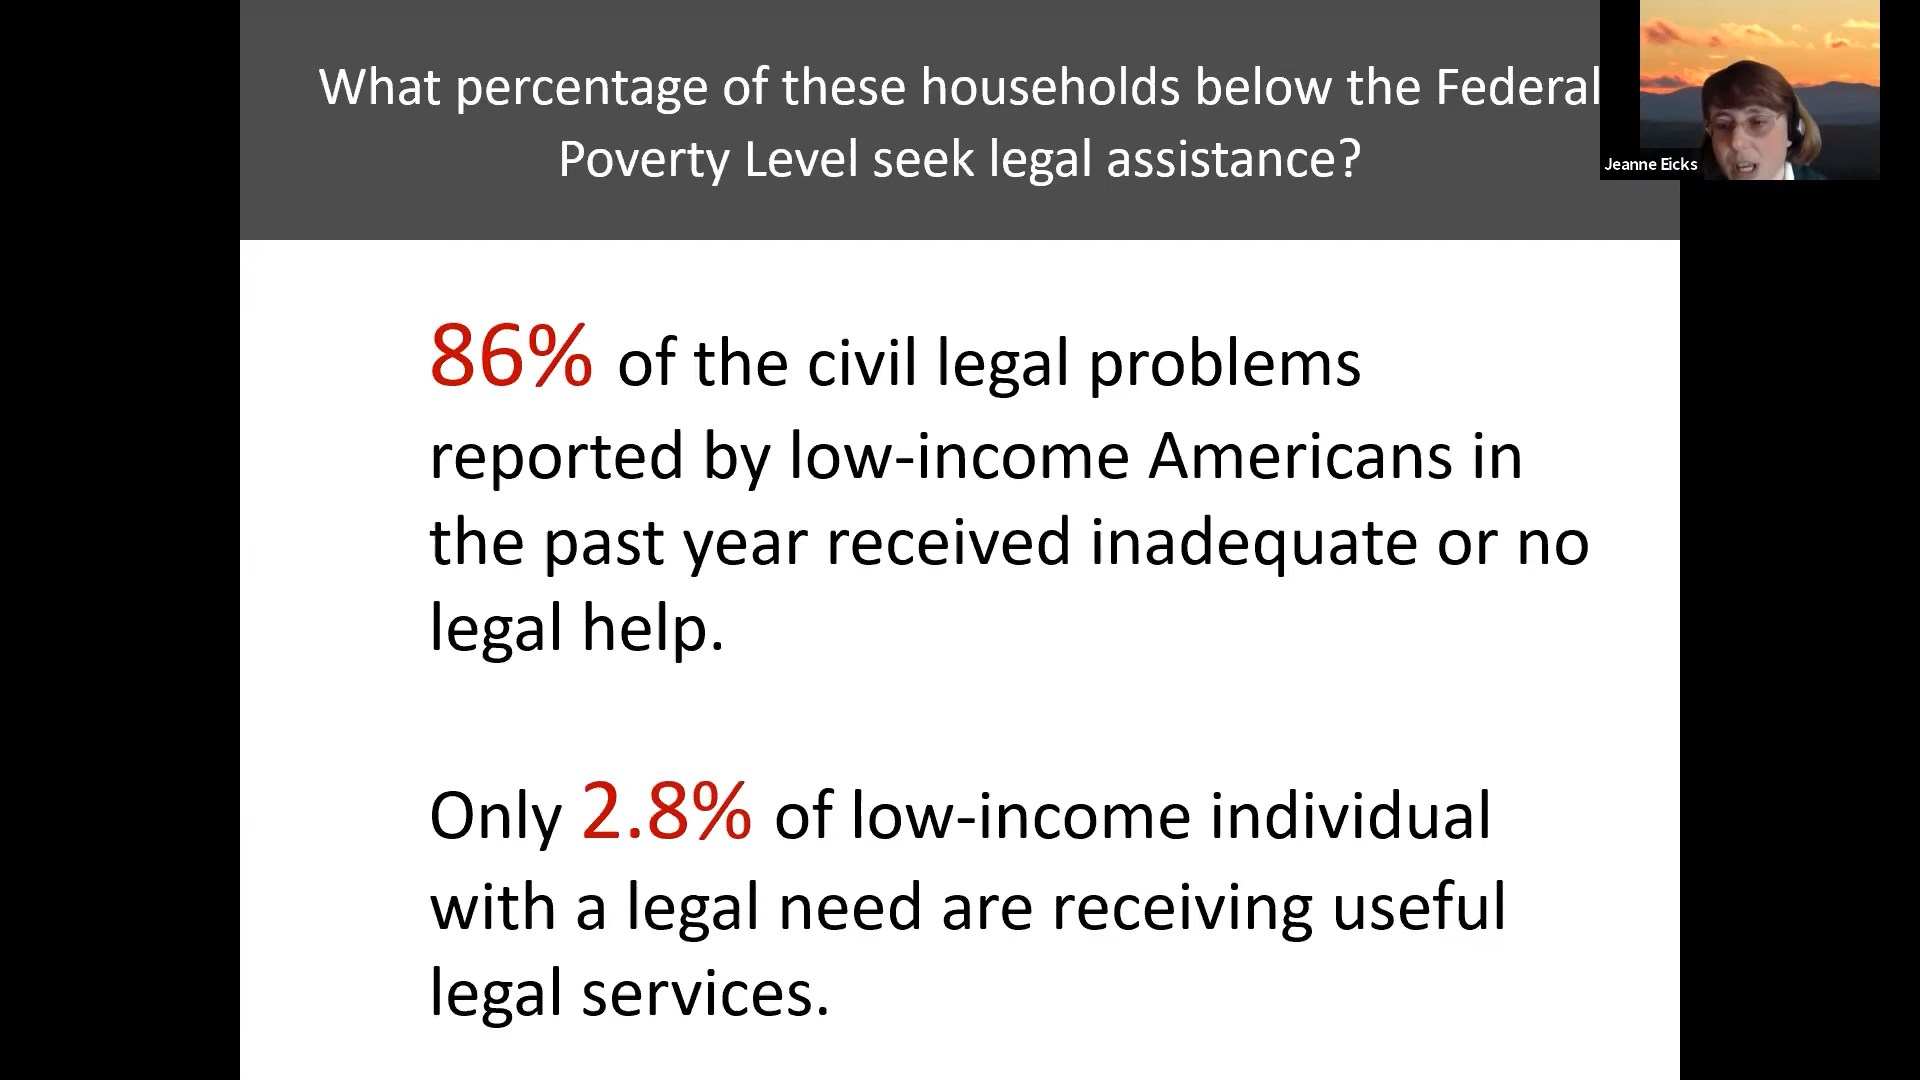 What percentage of these households below the Federal
Poverty Level seek legal assistance?
Jeanne Eicks
86% of the civil legal problems
reported by low-income Americans in
the past year received inadequate or no
legal help.
Only 2.8% of low-income individual
with a legal need are receiving useful
legal services.